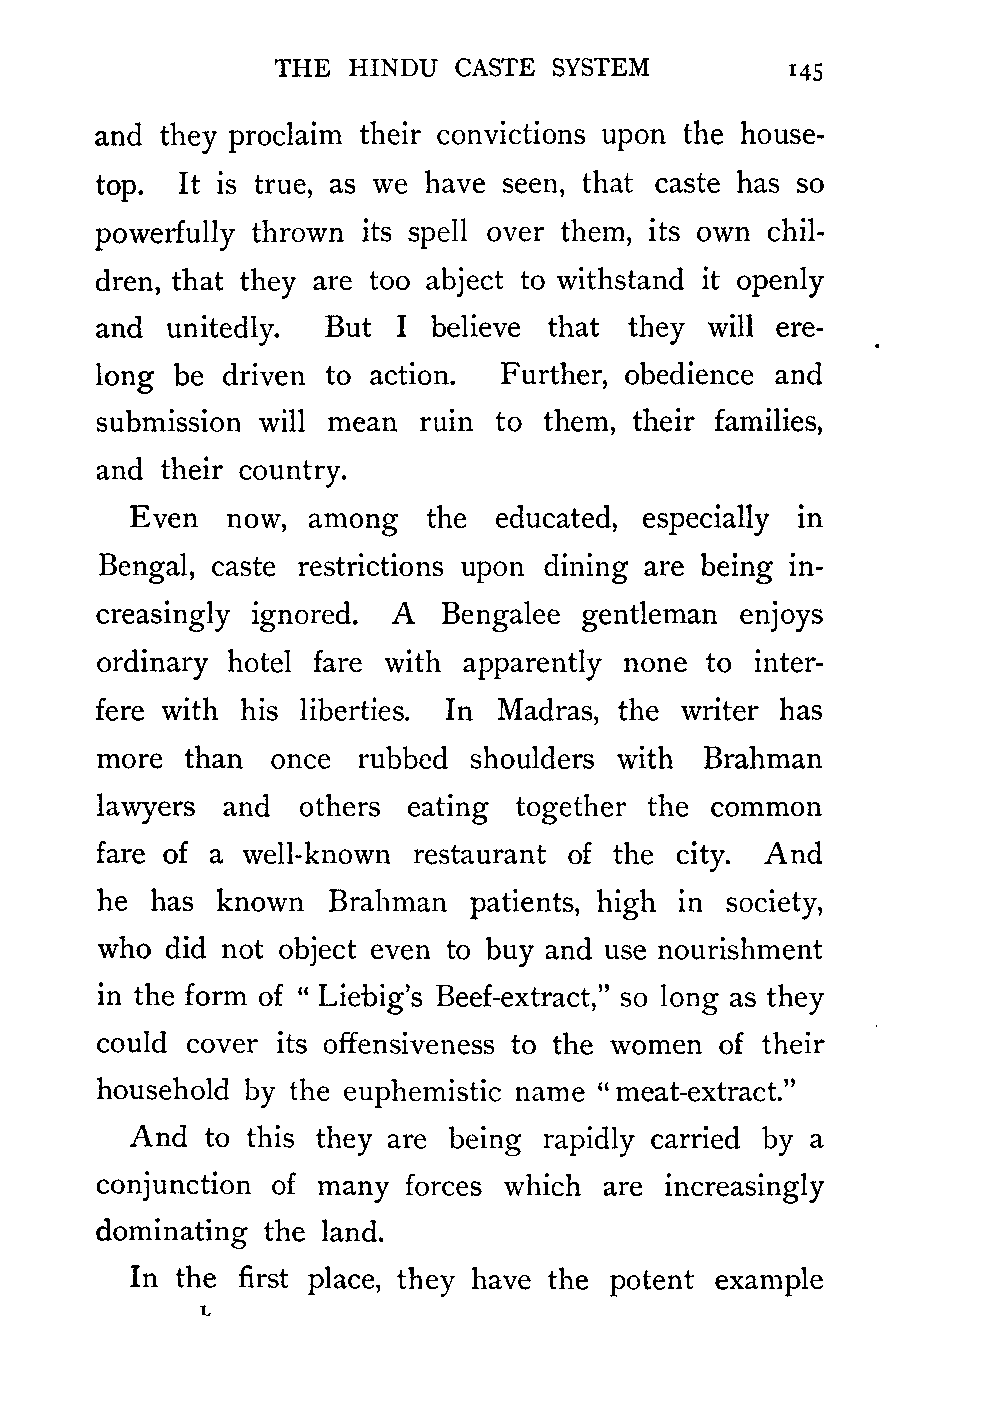 THE HINDU CASTE SYSTEM 145
and they proclaim their convictions upon the house-
top. It is true, as we have seen, that caste has so
powerfully thrown its spell over them, its own chil-
dren, that they are too abject to withstand it openly
and unitedly. But I believe that they will ere-
long be driven to action. Further, obedience and
submission will mean ruin to them, their families,
and their country.
Even now, among the educated, especially in
Bengal, caste restrictions upon dining are being in-
creasingly ignored. A Bengalee gentleman enjoys
ordinary hotel fare with apparently none to inter-
fere with his liberties. In Madras, the writer has
more than once rubbed shoulders with Brahman
lawyers and others eating together the common
fare of a well-known restaurant of the city. And
he has known Brahman patients, high in society,
who did not object even to buy and use nourishment
in the form of “ Liebig’s Beef-extract,” so long as they
could cover its offensiveness to the women of their
household by the euphemistic name “ meat-extract.”
And to this they are being rapidly carried by a
conjunction of many forces which are increasingly
dominating the land.
In the first place, they have the potent example
L